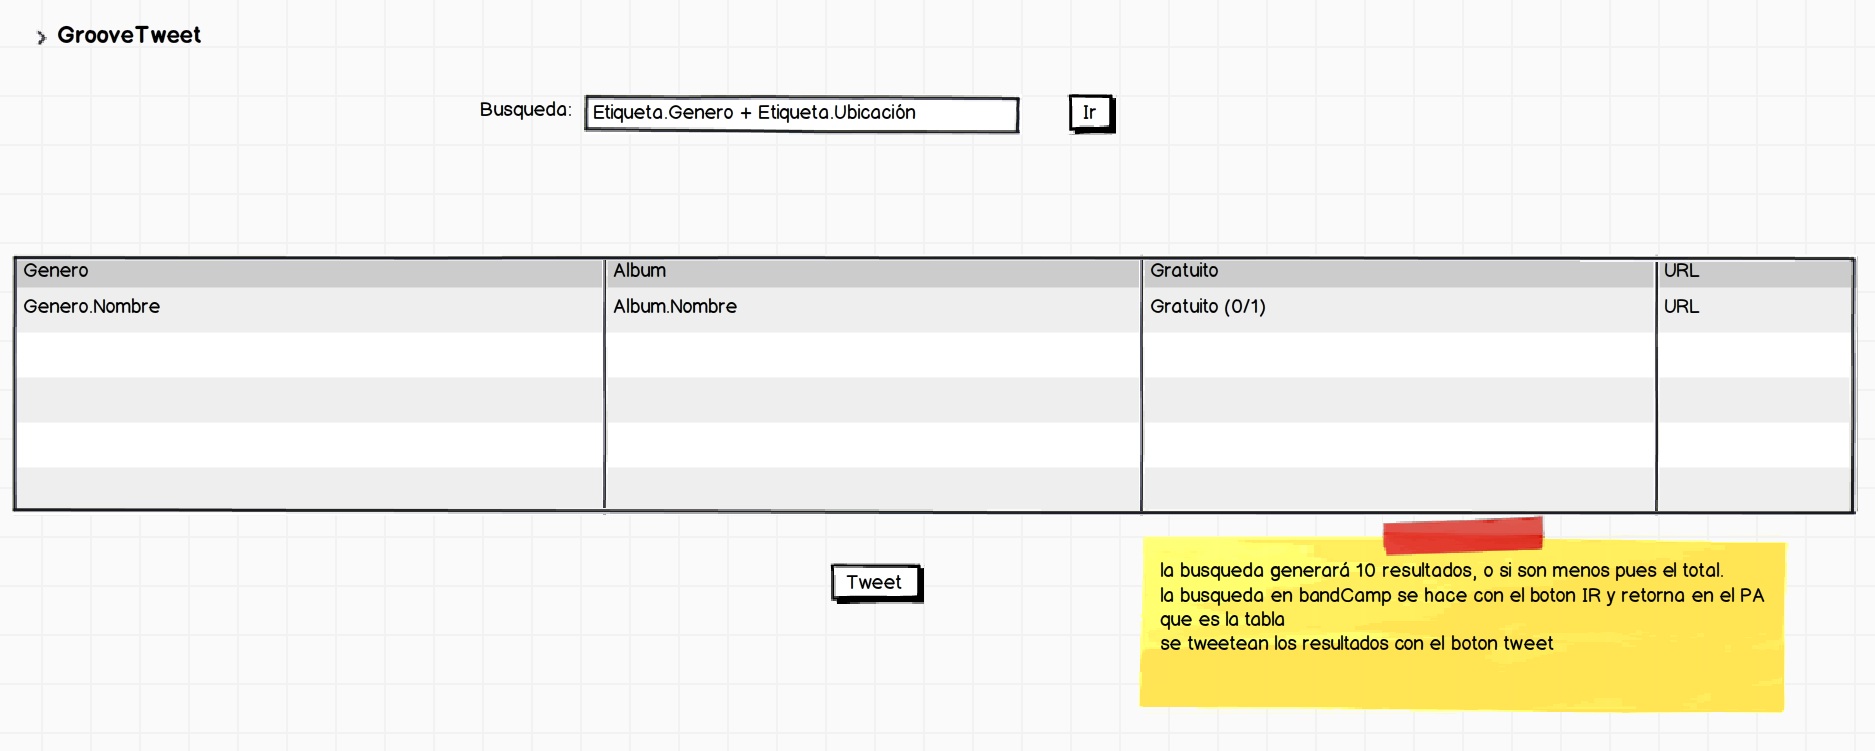 GrooveTweet
Busqueda: Etiqueta.Genero + Etiqueta.Ubicación Ir
Genero Album Gratuito URL
Genero.Nombre Album.Nombre Gratuito (0/1) URL
Tweet
la busqueda generará 10 resultados, o si son menos pues el total.
la busqueda en bandCamp se hace con el boton IR y retorna en el PA
que es la tabla
se tweetean los resultados con el boton tweet